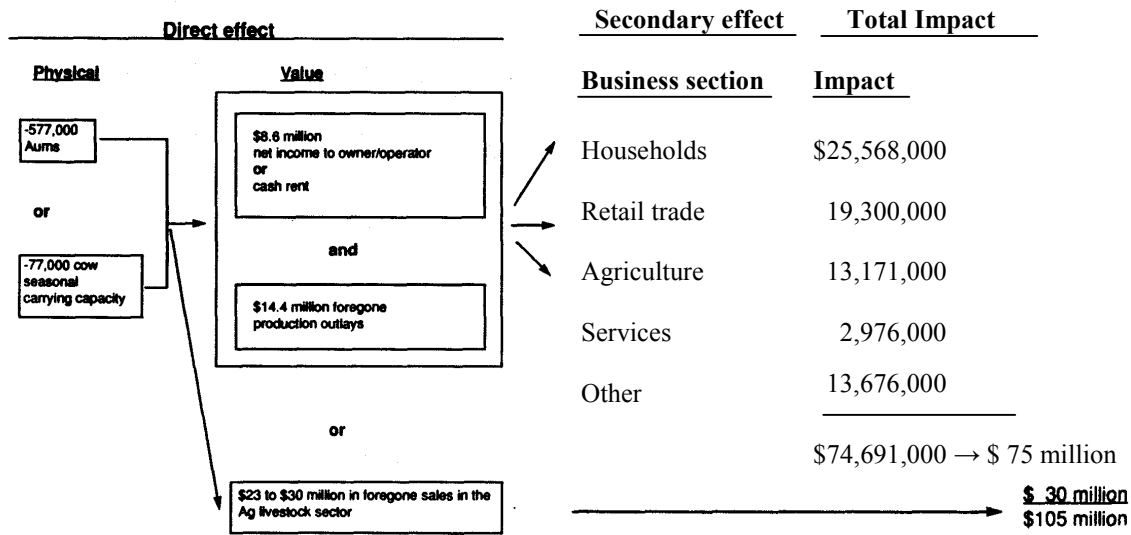 Direct effect
Secondary effect
Total Impact
Physical
Value
Business section
Impact
-577,000
Aums
or
-77,000 cow
seasonal
carrying capacity
$8.6 million
net income to owner/operator
or
cash rent
and
$14.4 million foregone
production outlays
or
$23 to $30 million in foregone sales in the
Ag livestock sector
Households $25,568,000
Retail trade 19,300,000
Agriculture 13,171,000
Services 2,976,000
Other 13,676,000
$74,691,000 → $ 75 million
$ 30 million
$105 million